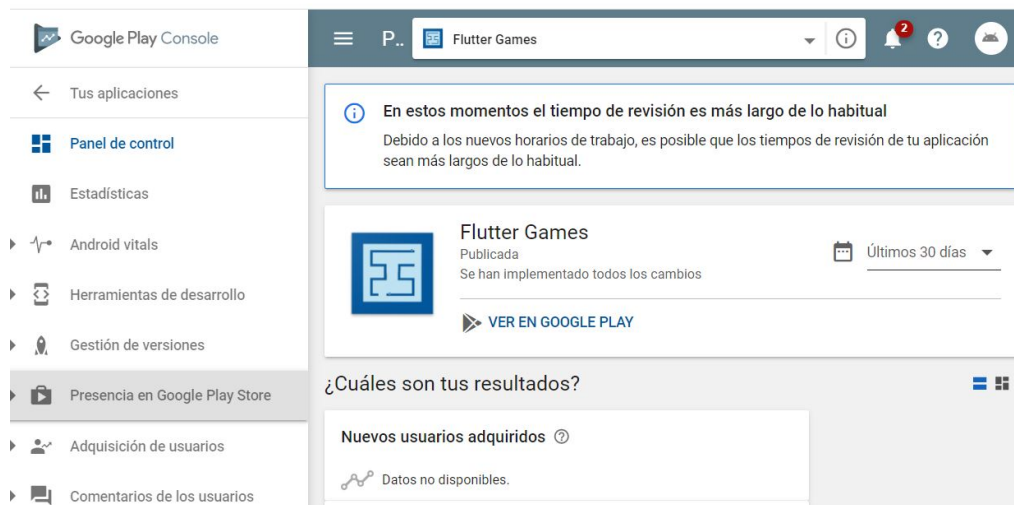 Google Play Console
P.. Flutter Games
2
Tus aplicaciones
Panel de control
Estadísticas
Android vitals
Herramientas de desarrollo
Gestión de versiones
Presencia en Google Play Store
Adquisición de usuarios
Comentarios de los usuarios
En estos momentos el tiempo de revisión es más largo de lo habitual
Debido a los nuevos horarios de trabajo, es posible que los tiempos de revisión de tu aplicación
sean más largos de lo habitual.
Flutter Games
Publicada
Se han implementado todos los cambios
Últimos 30 días
VER EN GOOGLE PLAY
¿Cuáles son tus resultados?
Nuevos usuarios adquiridos
Datos no disponibles.